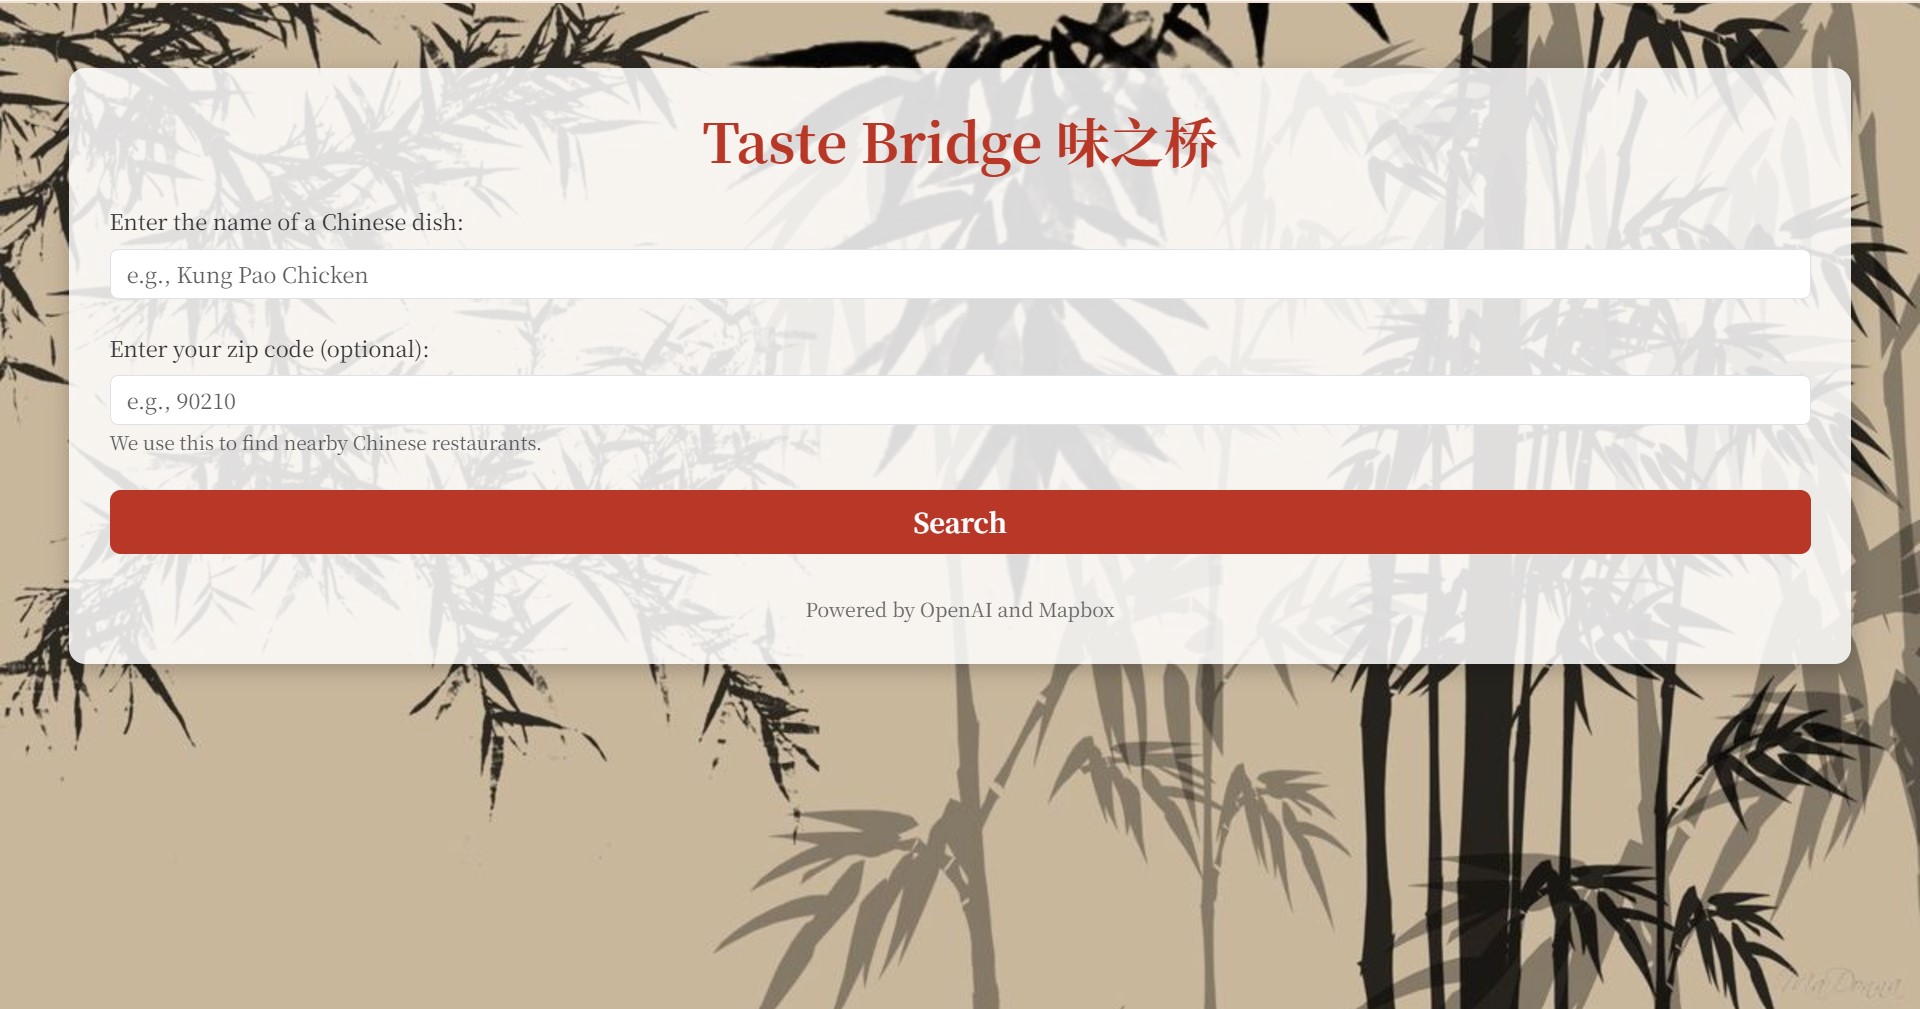 Taste Bridge 味之桥
Enter the name of a Chinese dish:
e.g., Kung Pao Chicken
Enter your zip code (optional):
e.g., 90210
We use this to find nearby Chinese restaurants.
Search
Powered by OpenAI and Mapbox
MaDonna